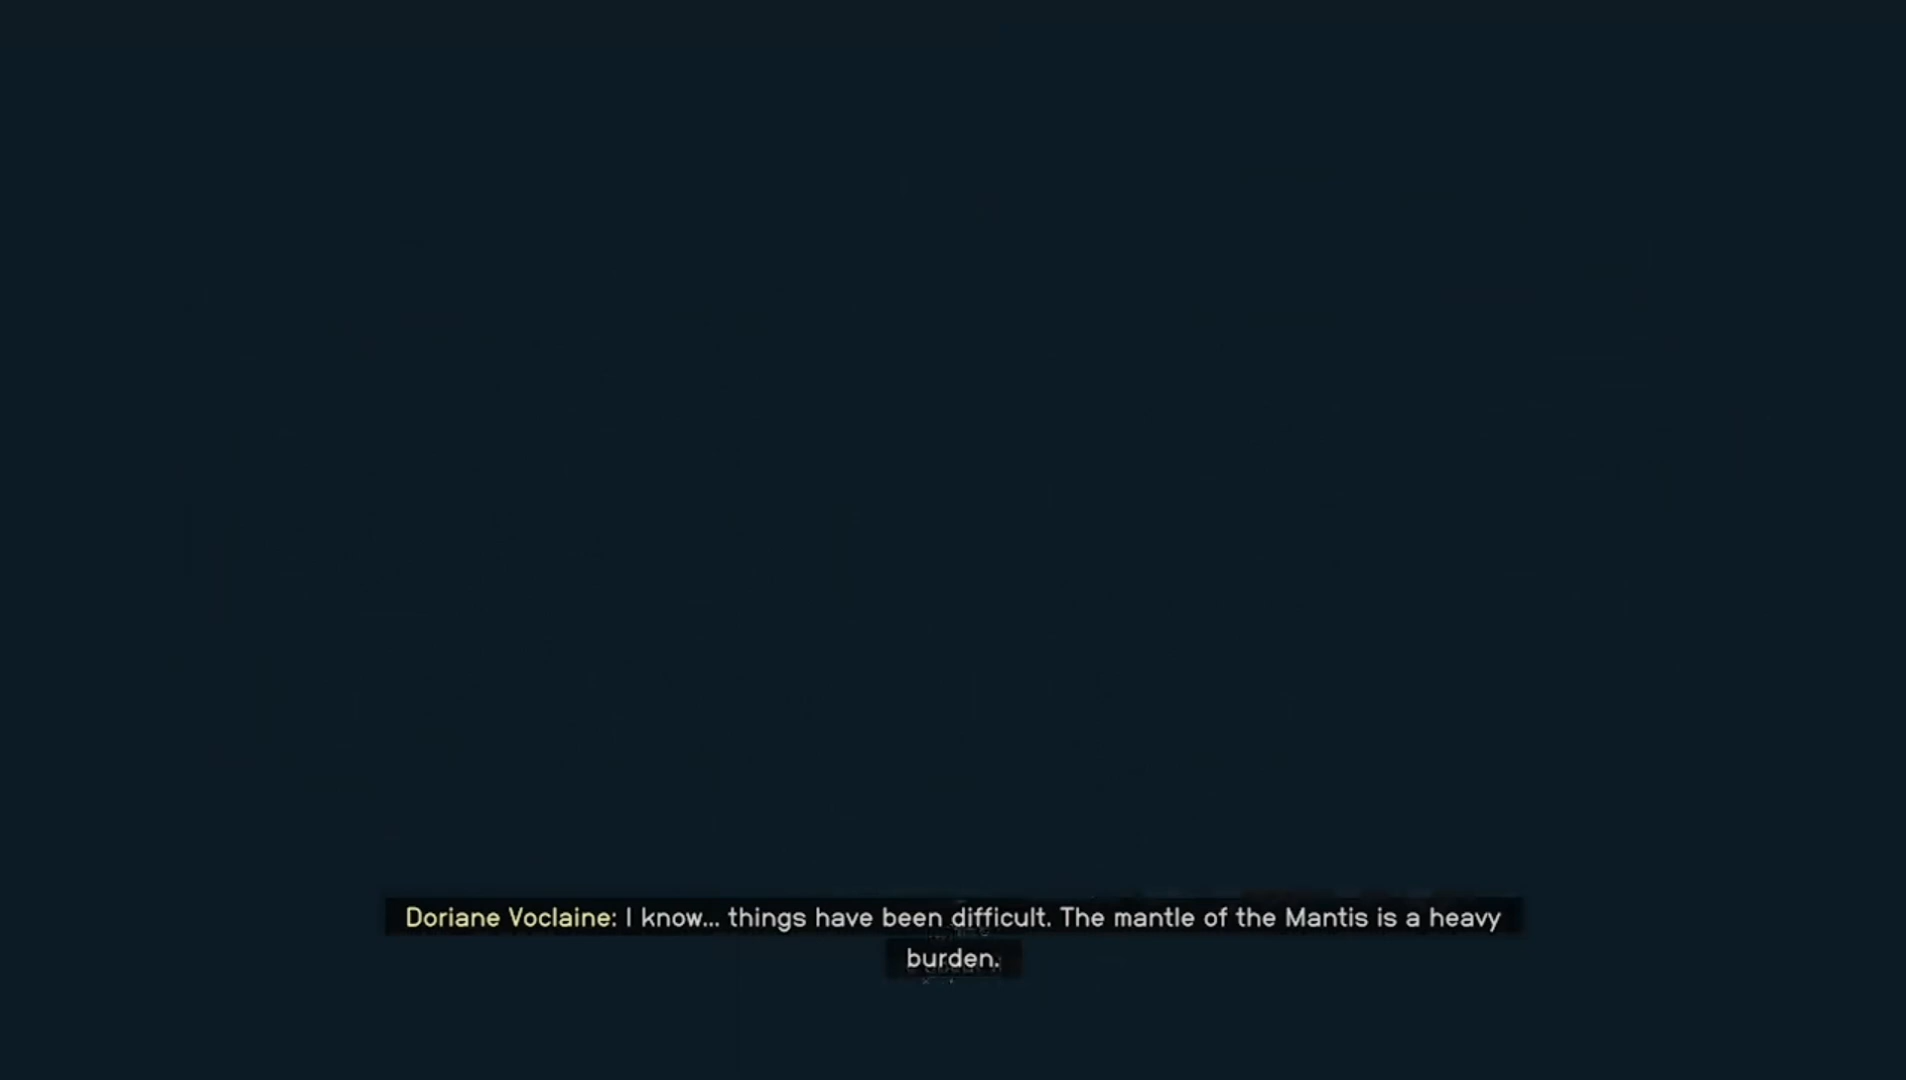 Doriane Voclaine: I know... things have been difficult. The mantle of the Mantis is a heavy
burden.